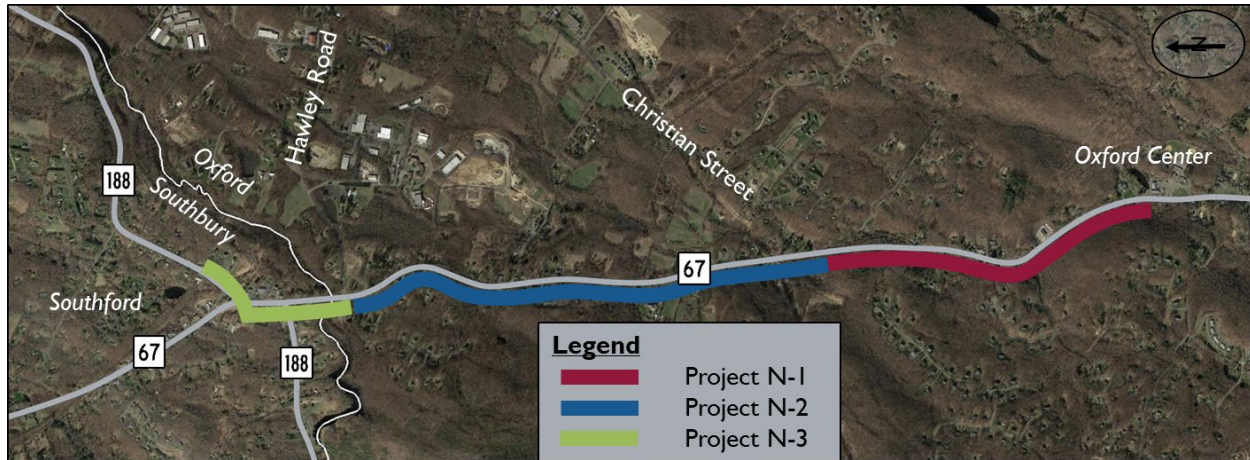 N
Hawley Road
Christian Street
Oxford Center
Oxford
188
Southbury
67
Southford
67
188
Legend
Project N-1
Project N-2
Project N-3